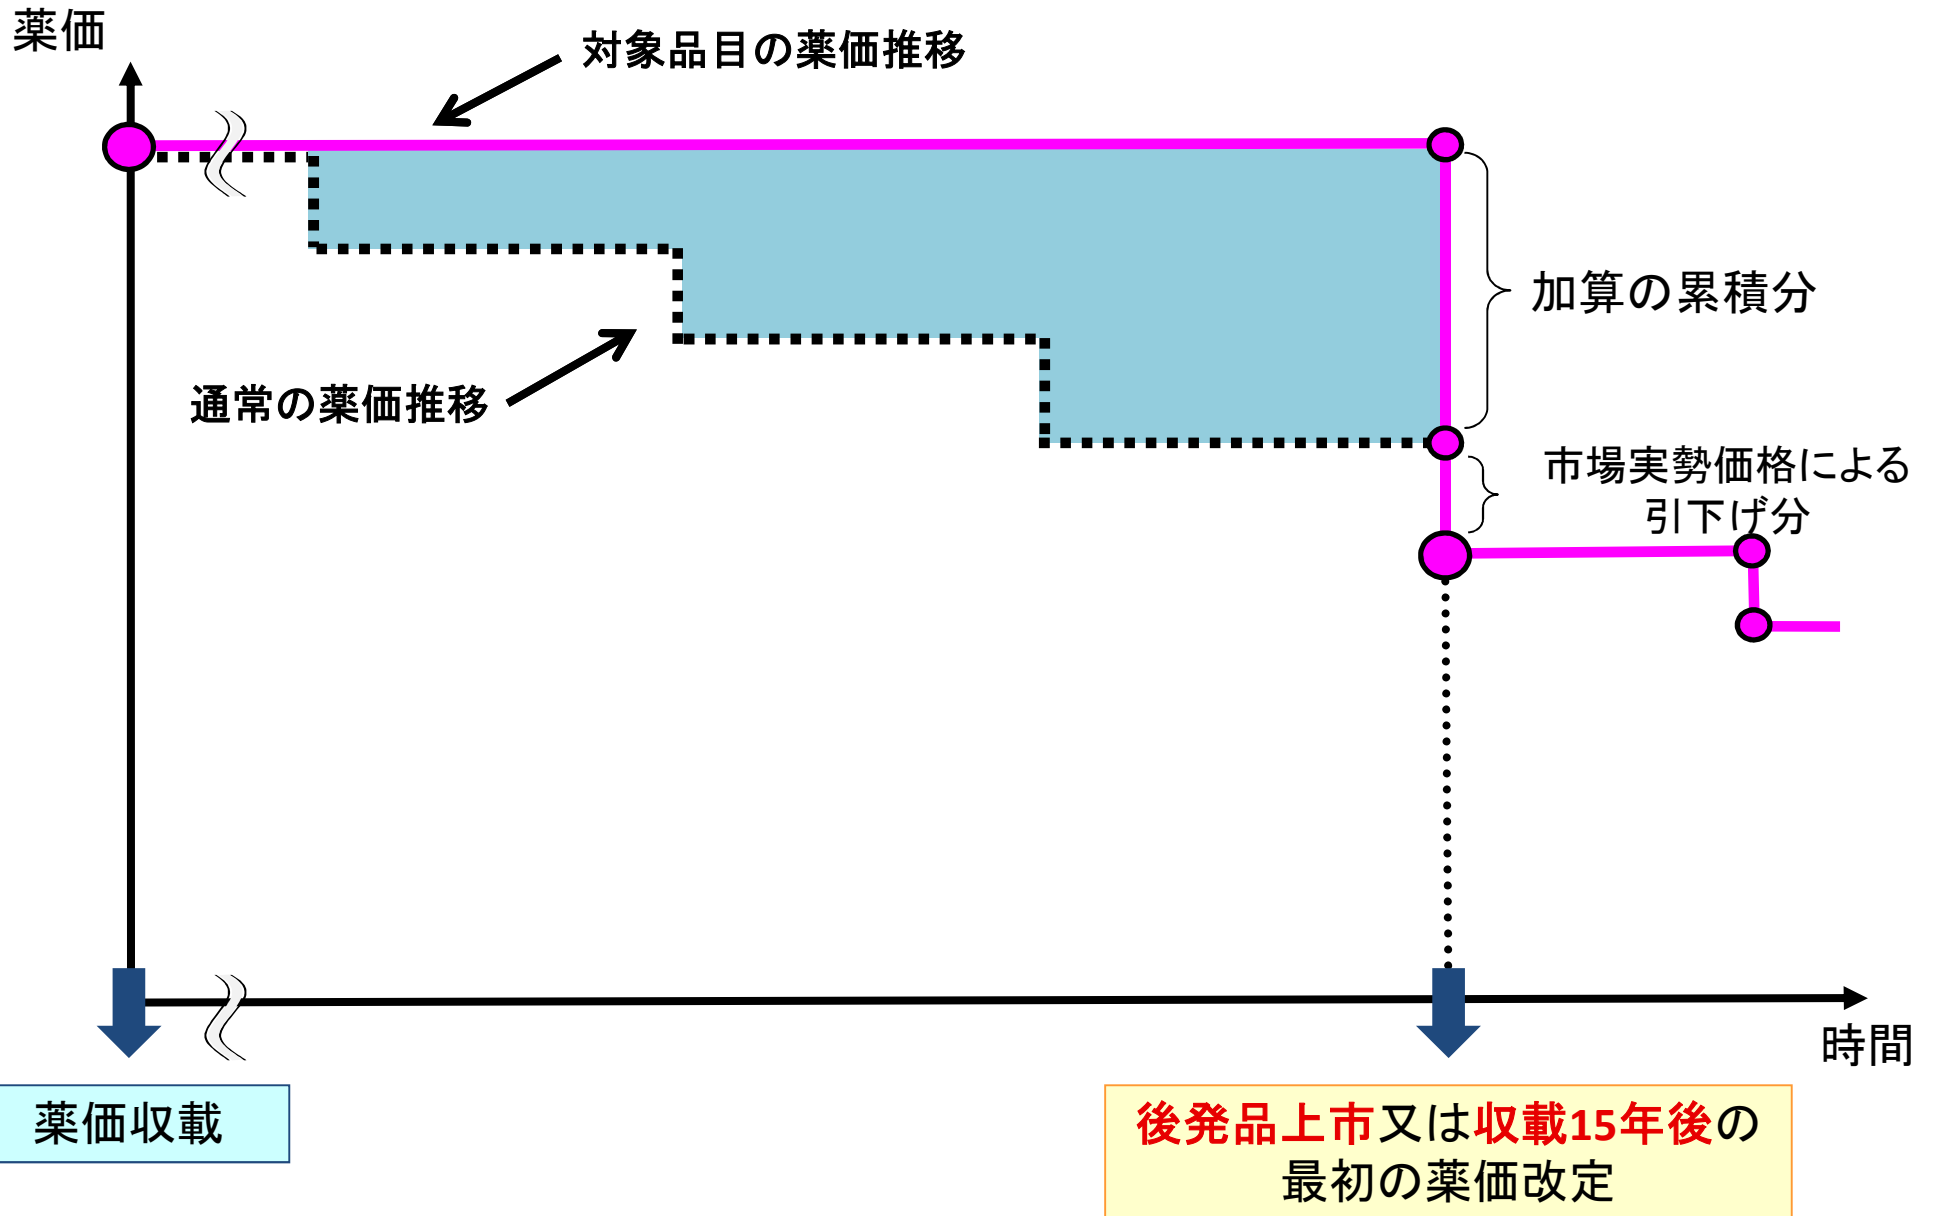 薬価
対象品目の薬価推移
加算の累積分
通常の薬価推移
市場実勢価格による
引下げ分
時間
薬価収載
後発品上市又は収載15年後の
最初の薬価改定